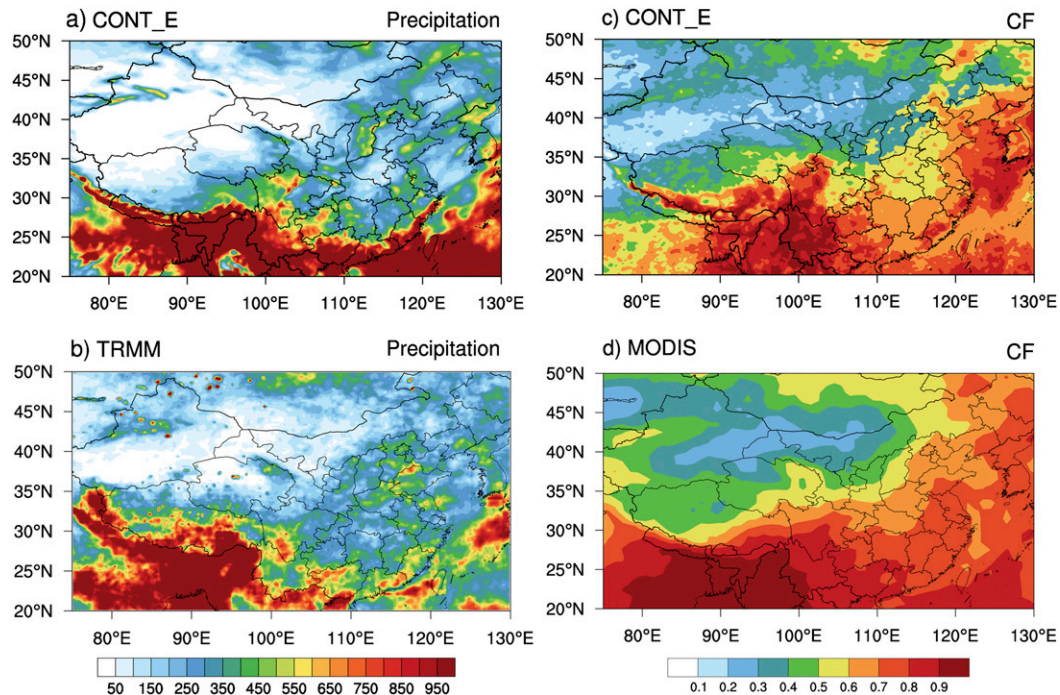 a) CONT_E Precipitation
50°N
45°N
40°N
35°N
30°N
25°N
20°N
80°E 90°E 100°E 110°E 120°E 130°E
c) CONT_E CF
50°N
45°N
40°N
35°N
30°N
25°N
20°N
80°E 90°E 100°E 110°E 120°E 130°E
b) TRMM Precipitation
50°N
45°N
40°N
35°N
30°N
25°N
20°N
80°E 90°E 100°E 110°E 120°E 130°E
50 150 250 350 450 550 650 750 850 950
d) MODIS CF
50°N
45°N
40°N
35°N
30°N
25°N
20°N
80°E 90°E 100°E 110°E 120°E 130°E
0.1 0.2 0.3 0.4 0.5 0.6 0.7 0.8 0.9